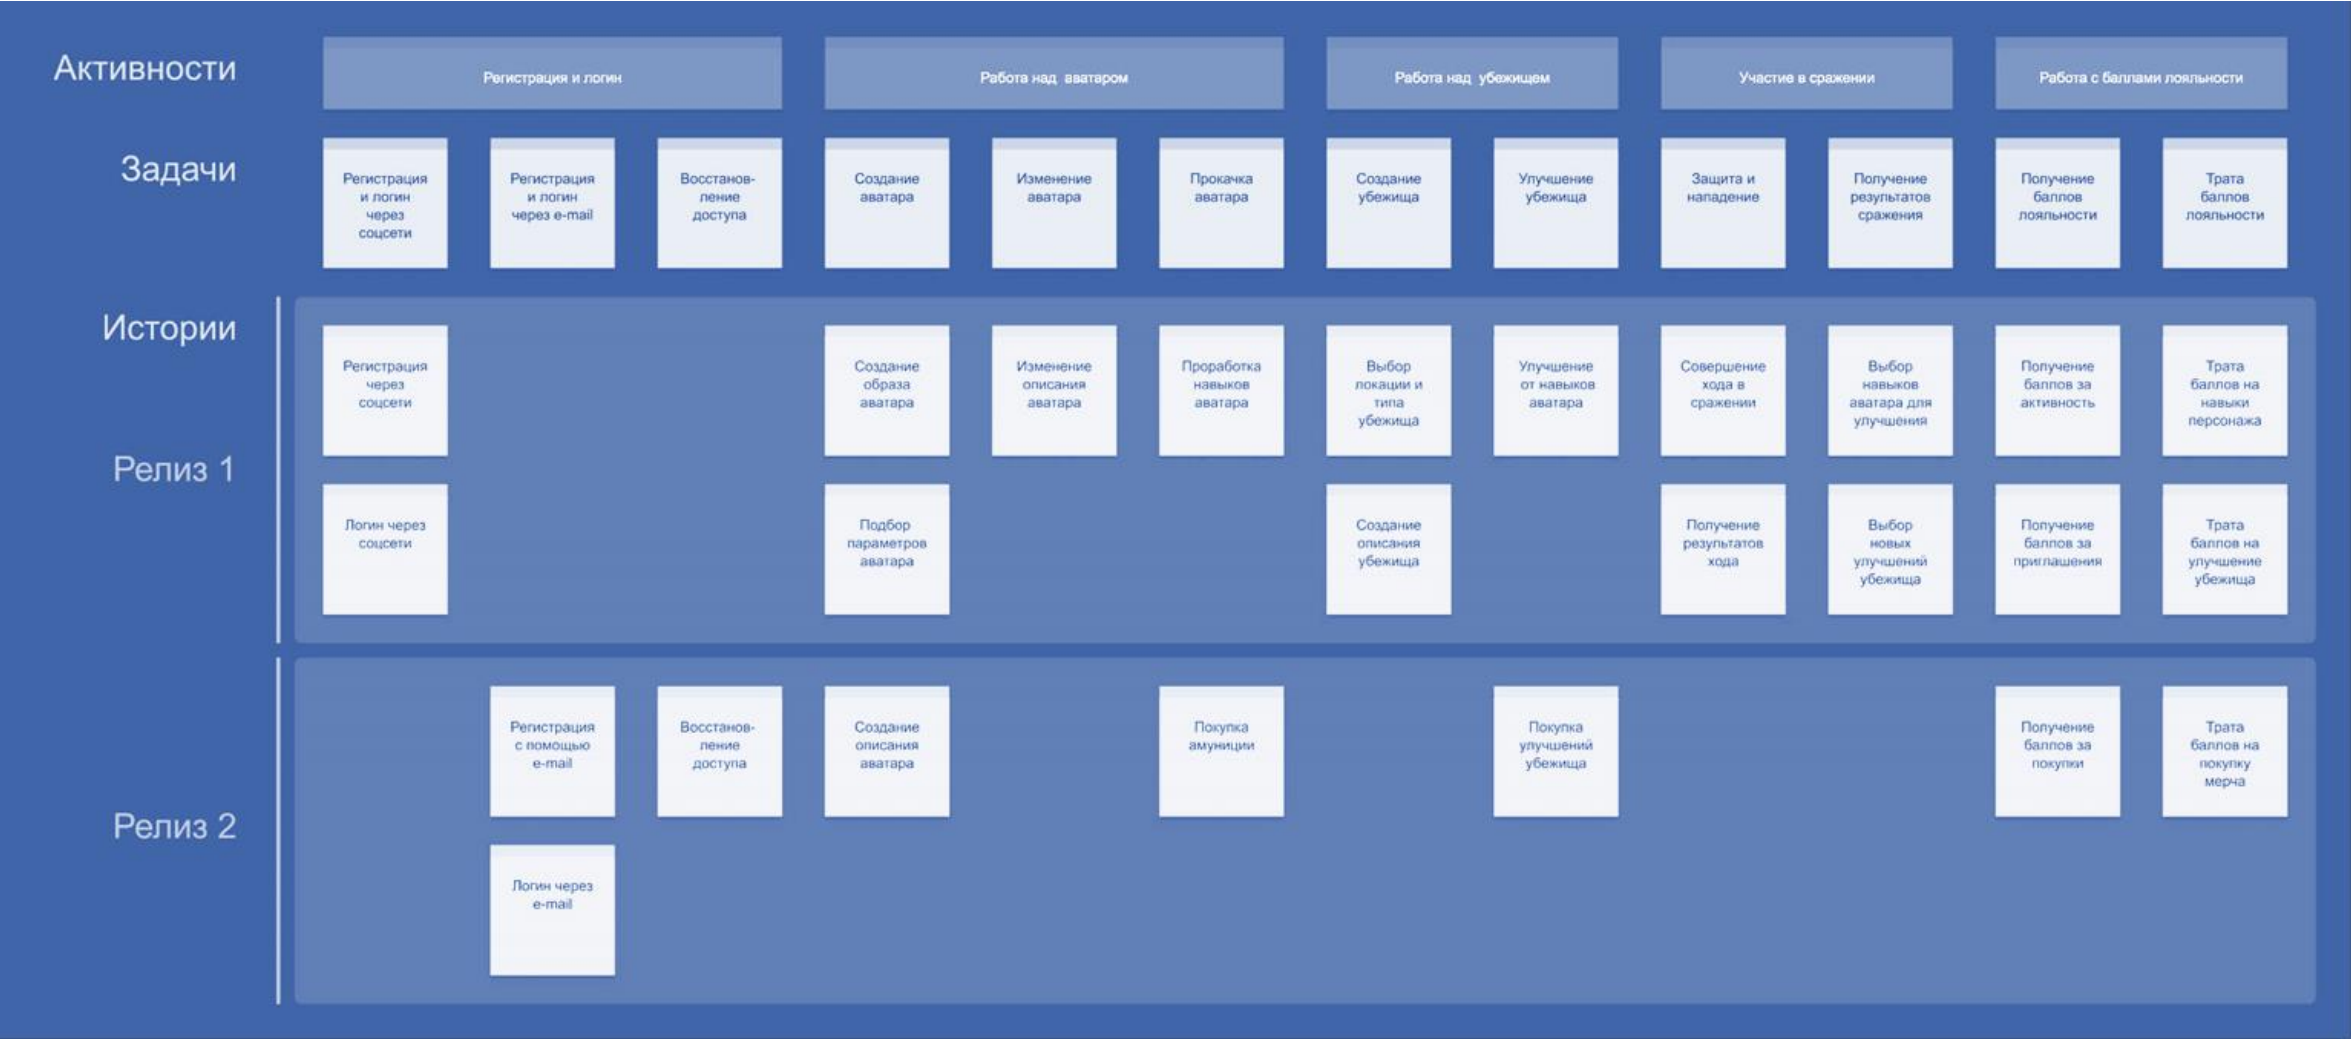 Активности
Регистрация и логин
Работа над аватаром
Работа над убежищем
Участие в сражении
Работа с баллами лояльности
Задачи
Регистрация
и логин
через
соцсети
Регистрация
и логин
через e-mail
Восстанов-
ление
доступа
Создание
аватара
Изменение
аватара
Прокачка
аватара
Создание
убежища
Улучшение
убежища
Защита и
нападение
Получение
результатов
сражения
Получение
баллов
лояльности
Трата
баллов
лояльности
Истории
Релиз 1
Регистрация
через
соцсети
Создание
образа
аватара
Изменение
описания
аватара
Проработка
навыков
аватара
Выбор
локации и
типа
убежища
Улучшение
от навыков
аватара
Совершение
хода в
сражении
Выбор
навыков
аватара для
улучшения
Получение
баллов за
активность
Трата
баллов на
навыки
персонажа
Логин через
соцсети
Подбор
параметров
аватара
Создание
описания
убежища
Получение
результатов
хода
Выбор
новых
улучшений
убежища
Получение
баллов за
приглашения
Трата
баллов на
улучшение
убежища
Релиз 2
Регистрация
с помощью
e-mail
Восстанов-
ление
доступа
Создание
описания
аватара
Покупка
амуниции
Покупка
улучшений
убежища
Получение
баллов за
покупки
Трата
баллов на
покупку
мерча
Логин через
e-mail